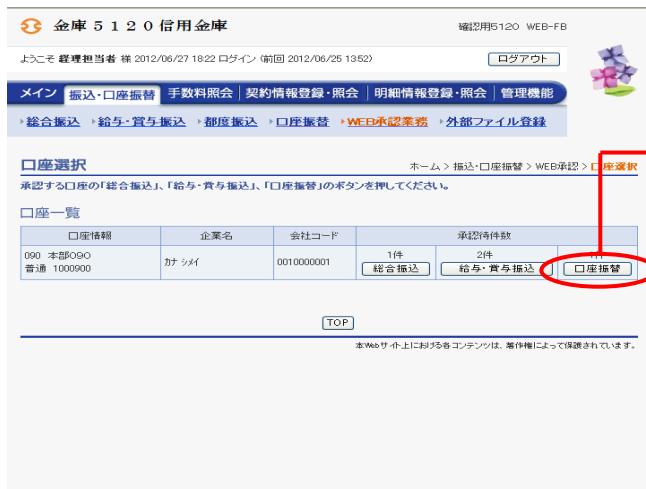 金庫５１２０信用金庫
確認用5120 WEB-FB
ようこそ 経理担当者 様 2012/06/27 18:22 ログイン (前回 2012/06/25 13:52)
ログアウト
メイン 振込・口座振替 手数料照会 契約情報登録・照会 明細情報登録・照会 管理機能
総合振込 給与・賞与振込 都度振込 口座振替 WEB承認業務 外部ファイル登録
口座選択
ホーム > 振込・口座振替 > WEB承認 > 口座選択
承認する口座の「総合振込」、「給与・賞与振込」、「口座振替」のボタンを押してください。
口座一覧
口座情報 企業名 会社コード 承認待件数
090 本部090
普通 1000900
カナ シメイ
0010000001
1件 2件
総合振込 給与・賞与振込 口座振替
TOP
本Webサイト上における各コンテンツは、著作権によって保護されています。